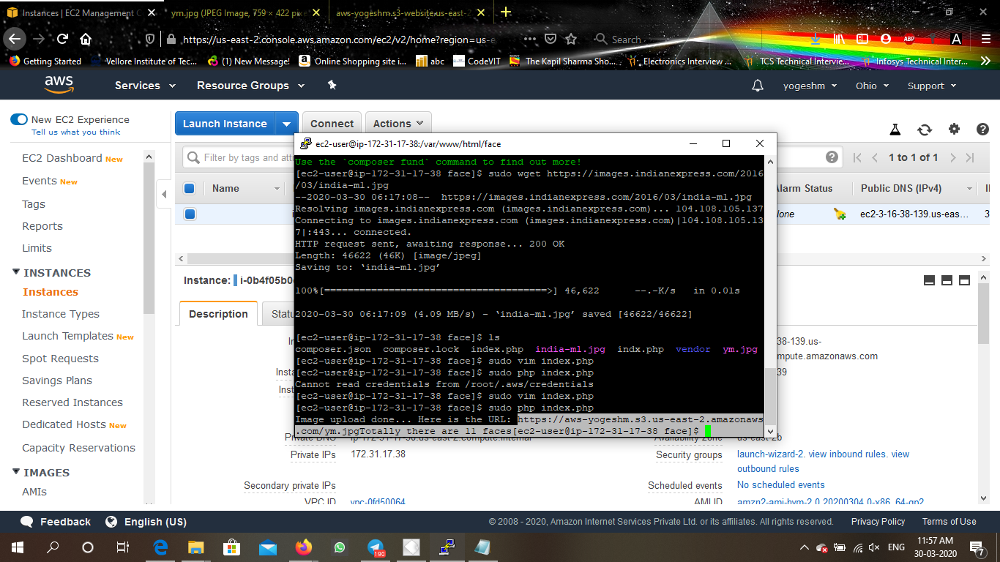 Instances | EC2 Management C
ym.jpg (JPEG Image, 759 × 422 pixe
aws-yogeshm.s3-website.us-east-2
https://us-east-2.console.aws.amazon.com/ec2/v2/home?region=us-e
Search
ABP
A
Getting Started
Vellore Institute of Tec...
(1) New Message!
Online Shopping site i...
abc
CodeVIT
The Kapil Sharma Sho...
Electronics Interview ...
TCS Technical Intervie...
Infosys Technical Inter...
aws
Services
Resource Groups
yogeshm
Ohio
Support
New EC2 Experience
Tell us what you think
EC2 Dashboard New
Events New
Tags
Reports
Limits
INSTANCES
Instances
Instance Types
Launch Templates New
Spot Requests
Savings Plans
Reserved Instances
Dedicated Hosts New
Capacity Reservations
IMAGES
AMIs
Launch Instance
Connect
Actions
Filter by tags and att
1 to 1 of 1
Name
Alarm Status
Public DNS (IPv4)
None
ec2-3-16-38-139.us-eas...
Instance: i-0b4f05b0
Description
Statu
ec2-user@ip-172-31-17-38:/var/www/html/face
Use the `composer fund` command to find out more!
[ec2-user@ip-172-31-17-38 face]$ sudo wget https://images.indianexpress.com/2016
/03/india-ml.jpg
--2020-03-30 06:17:08--  https://images.indianexpress.com/2016/03/india-ml.jpg
Resolving images.indianexpress.com (images.indianexpress.com)... 104.108.105.137
Connecting to images.indianexpress.com (images.indianexpress.com)|104.108.105.13
7|:443... connected.
HTTP request sent, awaiting response... 200 OK
Length: 46622 (46K) [image/jpeg]
Saving to: ‘india-ml.jpg’
100%[======================================>] 46,622      --.-K/s   in 0.01s
2020-03-30 06:17:09 (4.09 MB/s) - ‘india-ml.jpg’ saved [46622/46622]
[ec2-user@ip-172-31-17-38 face]$ ls
composer.json  composer.lock  index.php  india-ml.jpg  indx.php  vendor  ym.jpg
[ec2-user@ip-172-31-17-38 face]$ sudo vim index.php
[ec2-user@ip-172-31-17-38 face]$ sudo php index.php
Cannot read credentials from /root/.aws/credentials
[ec2-user@ip-172-31-17-38 face]$ sudo vim index.php
[ec2-user@ip-172-31-17-38 face]$ sudo php index.php
Image upload done... Here is the URL: https://aws-yogeshm.s3.us-east-2.amazonaws
.com/ym.jpgTotally there are 11 faces[ec2-user@ip-172-31-17-38 face]$
38-139.us-
mpute.amazonaws.com
39
Private DNS
ip-172-31-17-38.us-east-2.compute.internal
Availability zone
us-east-2b
Private IPs
172.31.17.38
Security groups
launch-wizard-2. view inbound rules. view
outbound rules
Secondary private IPs
Scheduled events
No scheduled events
VPC ID
vpc-0fd50064
AMI ID
amzn2-ami-hvm-2.0.20200304.0-x86_64-gp2
Feedback
English (US)
© 2008 - 2020, Amazon Internet Services Private Ltd. or its affiliates. All rights reserved.
Privacy Policy
Terms of Use
190
ENG
11:57 AM
30-03-2020
7